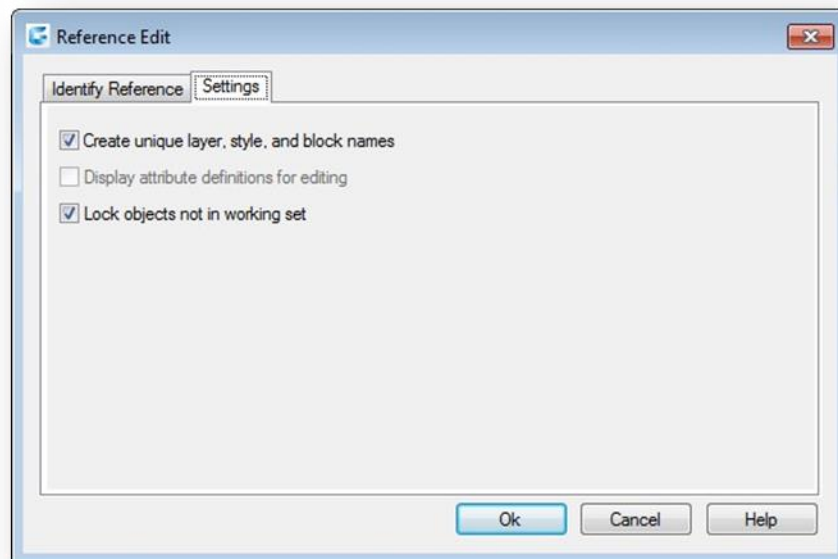 Reference Edit
Identify Reference
Settings
Create unique layer, style, and block names
Display attribute definitions for editing
Lock objects not in working set
Ok
Cancel
Help